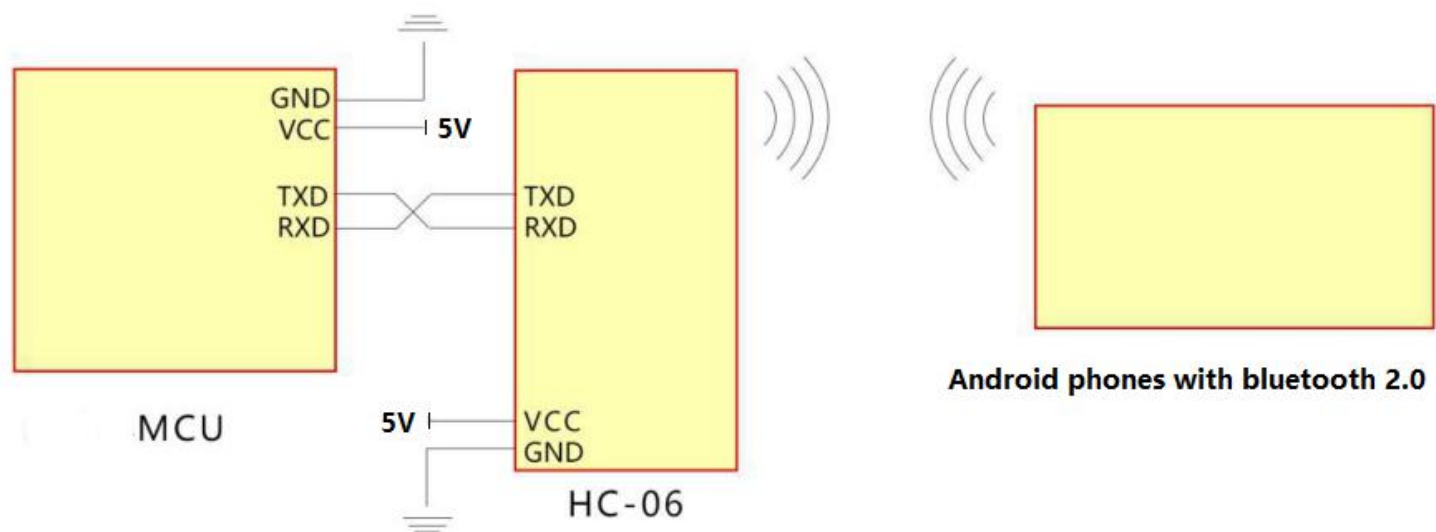 GND
VCC
5V
TXD
RXD
TXD
RXD
5V
VCC
GND
MCU
HC-06
Android phones with bluetooth 2.0